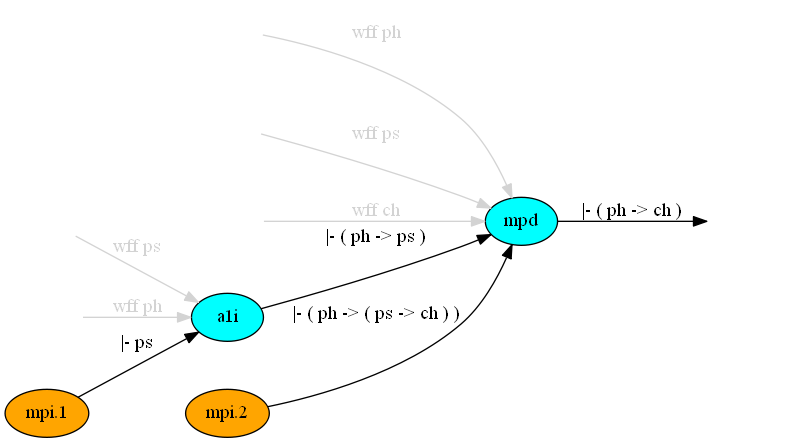 wff ph
wff ps
wff ch
|- ( ph -> ch )
mpd
|- ( ph -> ps )
wff ps
wff ph
|- ( ph -> ( ps -> ch ) )
a1i
|- ps
mpi.1
mpi.2